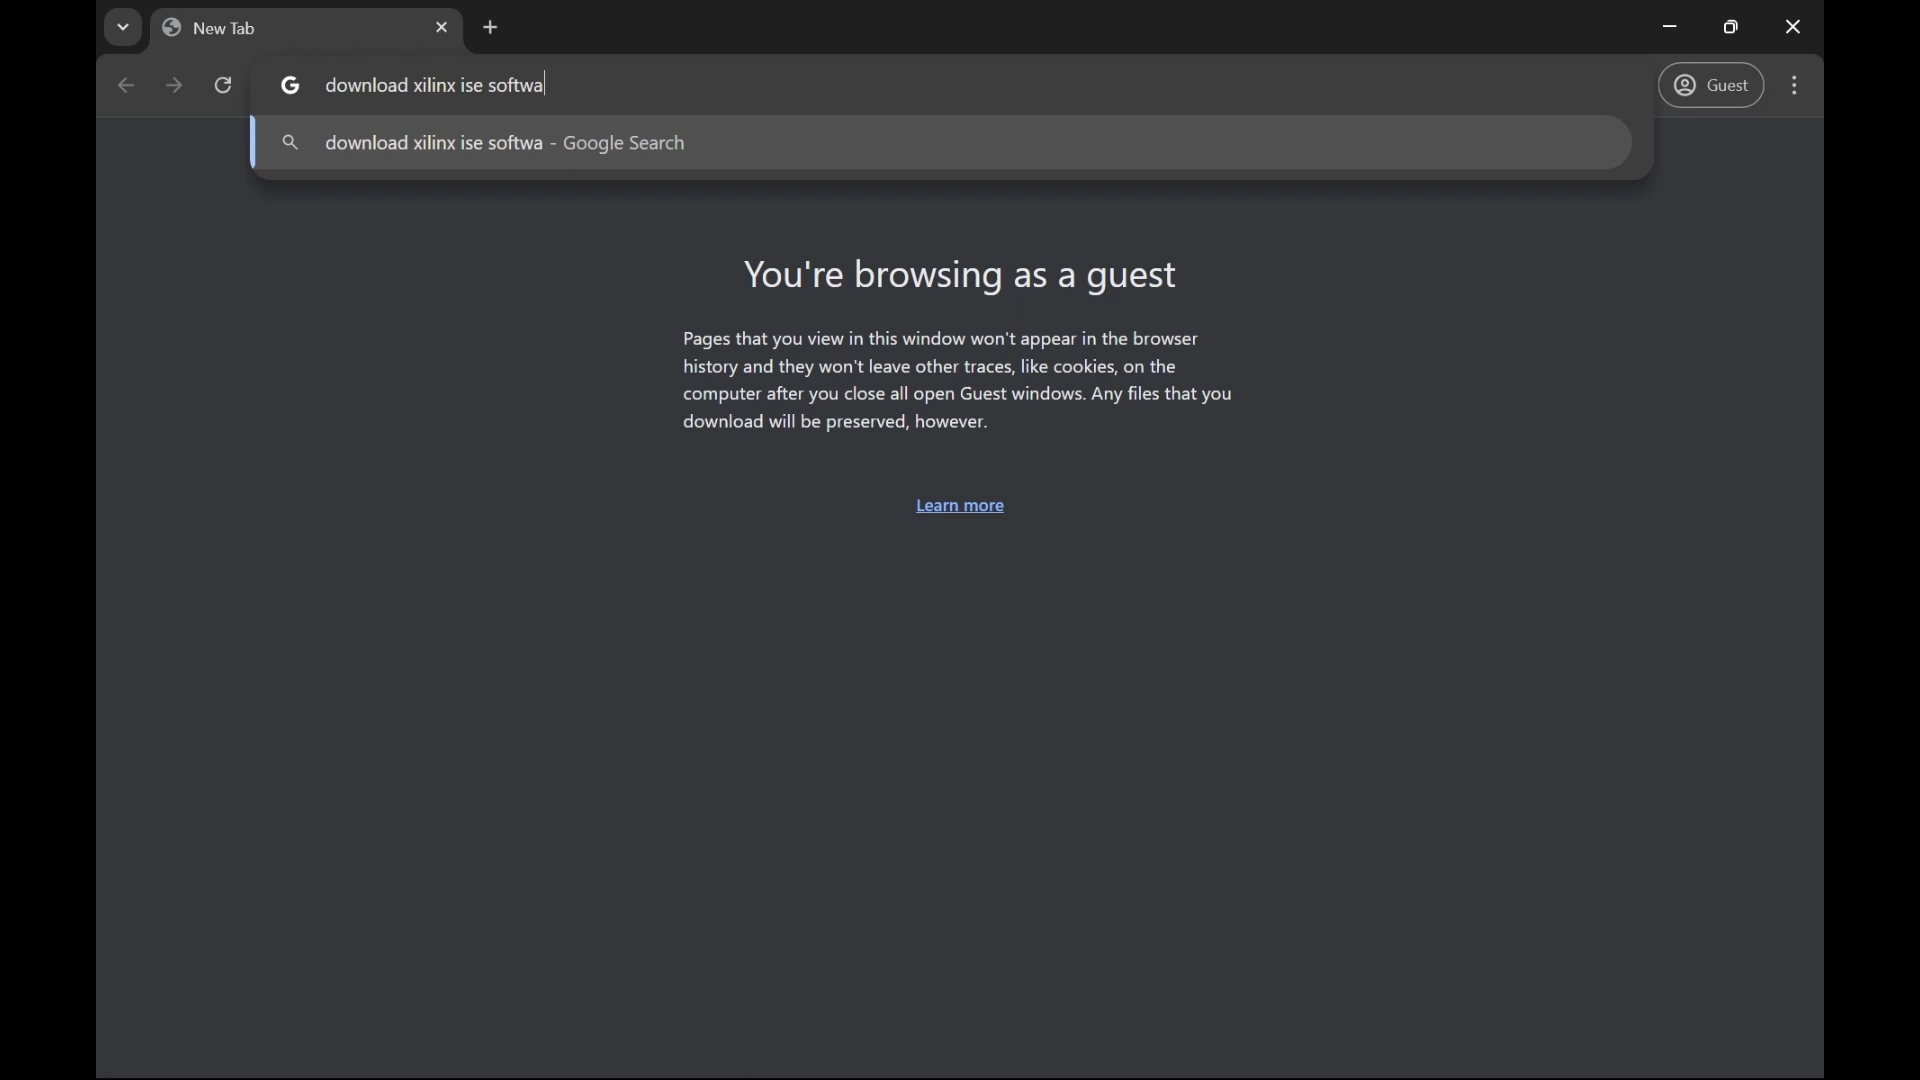 New Tab
download xilinx ise softwa
Guest
download xilinx ise softwa - Google Search
You're browsing as a guest
Pages that you view in this window won't appear in the browser
history and they won't leave other traces, like cookies, on the
computer after you close all open Guest windows. Any files that you
download will be preserved, however.
Learn more